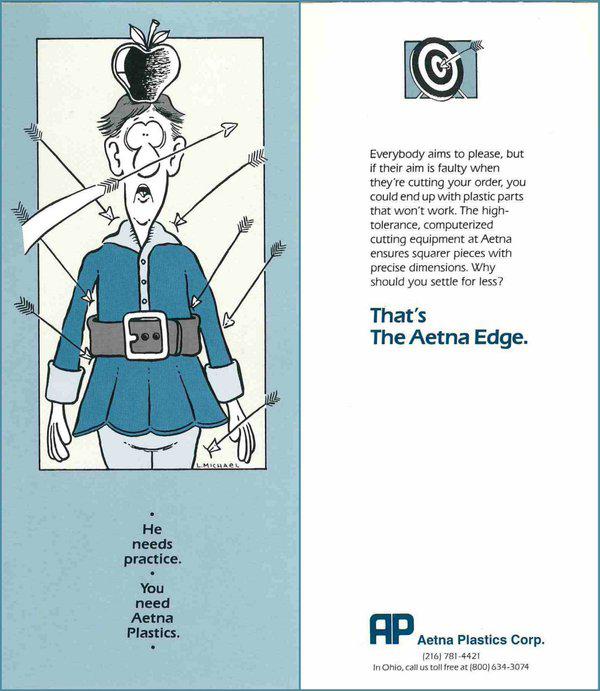 L.MICHAEL
He
needs
practice.
You
need
Aetna
Plastics.
Everybody aims to please, but
if their aim is faulty when
they're cutting your order, you
could end up with plastic parts
that won't work. The high-
tolerance, computerized
cutting equipment at Aetna
ensures squarer pieces with
precise dimensions. Why
should you settle for less?
That's
The Aetna Edge.
AP Aetna Plastics Corp.
(216) 781-4421
In Ohio, call us toll free at (800) 634-3074